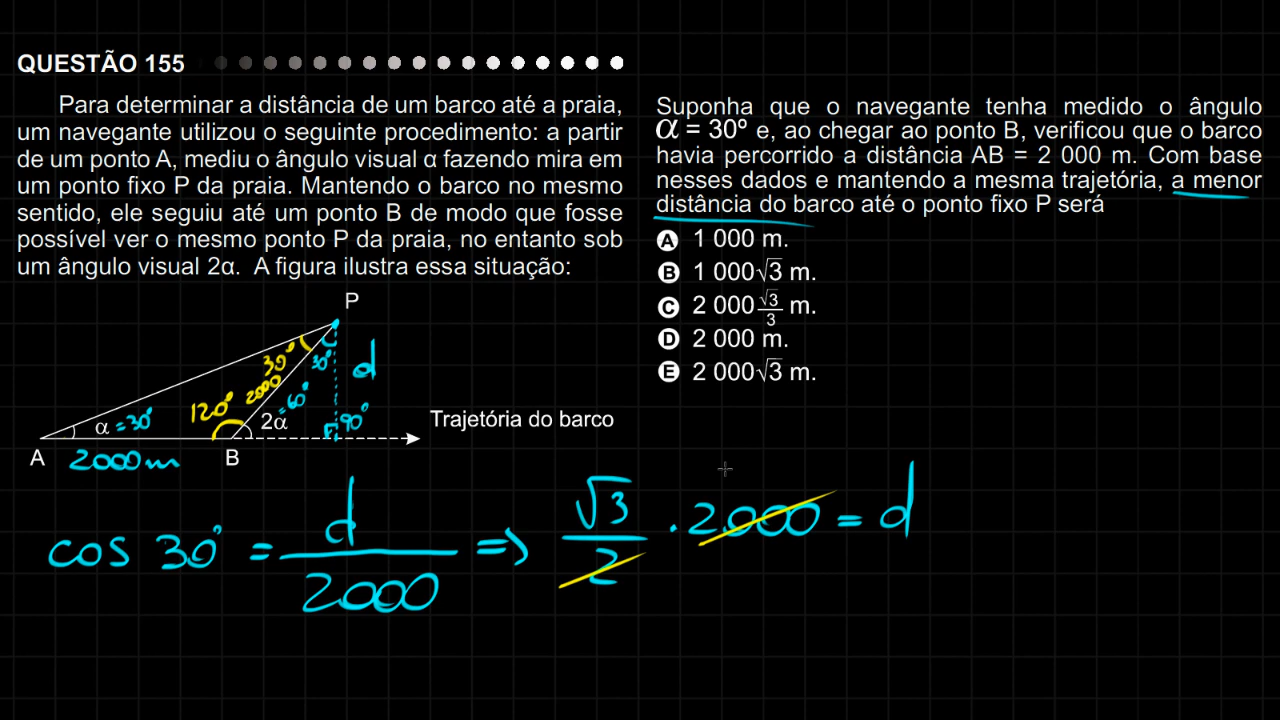 QUESTÃO 155
Para determinar a distância de um barco até a praia,
um navegante utilizou o seguinte procedimento: a partir
de um ponto A, mediu o ângulo visual α fazendo mira em
um ponto fixo P da praia. Mantendo o barco no mesmo
sentido, ele seguiu até um ponto B de modo que fosse
possível ver o mesmo ponto P da praia, no entanto sob
um ângulo visual 2α. A figura ilustra essa situação:
P
30°
30°
d
2000
120°
= 60°
α = 30°
2α
90°
Trajetória do barco
A
2000m
B
Suponha que o navegante tenha medido o ângulo
α = 30º e, ao chegar ao ponto B, verificou que o barco
havia percorrido a distância AB = 2 000 m. Com base
nesses dados e mantendo a mesma trajetória, a menor
distância do barco até o ponto fixo P será
A 1 000 m.
B 1 000√3 m.
C 2 000 √3/3 m.
D 2 000 m.
E 2 000√3 m.
cos 30° = d/2000 => √3/2 . 2000 = d